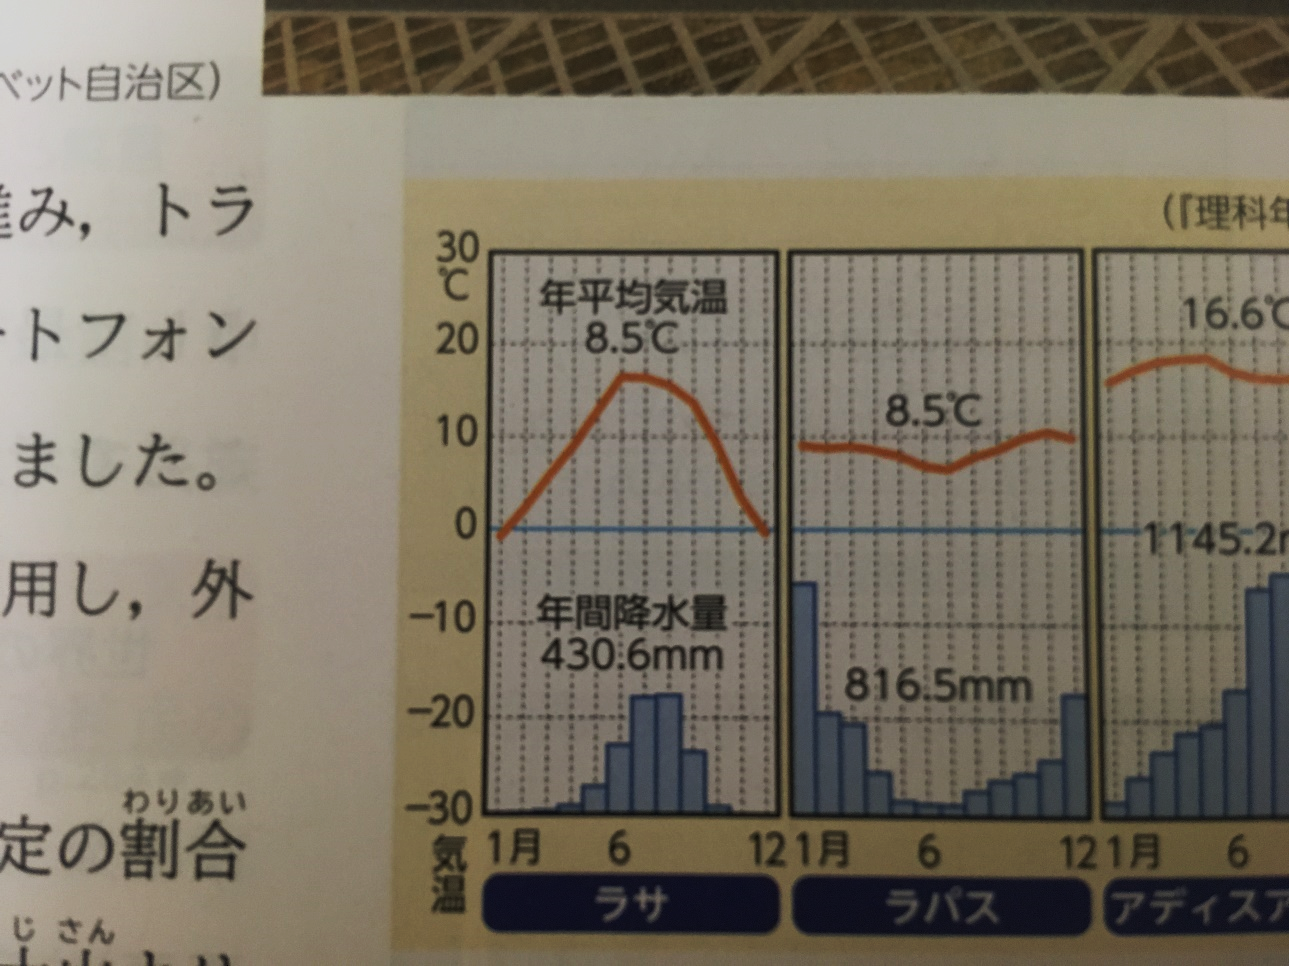 ベット自治区)
進み，トラ
ートフォン
ました。
用し，外
わりあい
定の割合
じ さん
(『理科年
30
℃
20
10
0
−10
−20
−30
気温
年平均気温
8.5℃
年間降水量
430.6mm
1月 6 12
ラサ
8.5℃
816.5mm
1月 6 12
ラパス
16.6℃
1145.2m
1月 6
アディスア